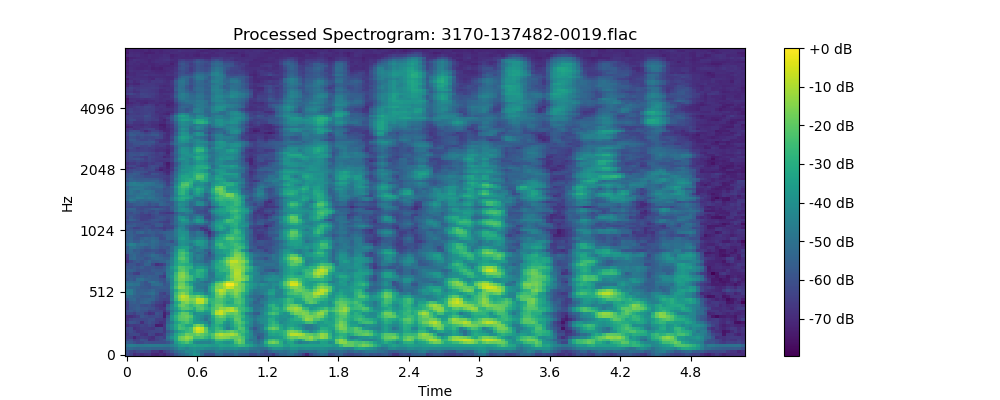 Processed Spectrogram: 3170-137482-0019.flac
+0 dB
-10 dB
-20 dB
-30 dB
-40 dB
-50 dB
-60 dB
-70 dB
4096
2048
1024
512
0
Hz
0 0.6 1.2 1.8 2.4 3 3.6 4.2 4.8
Time